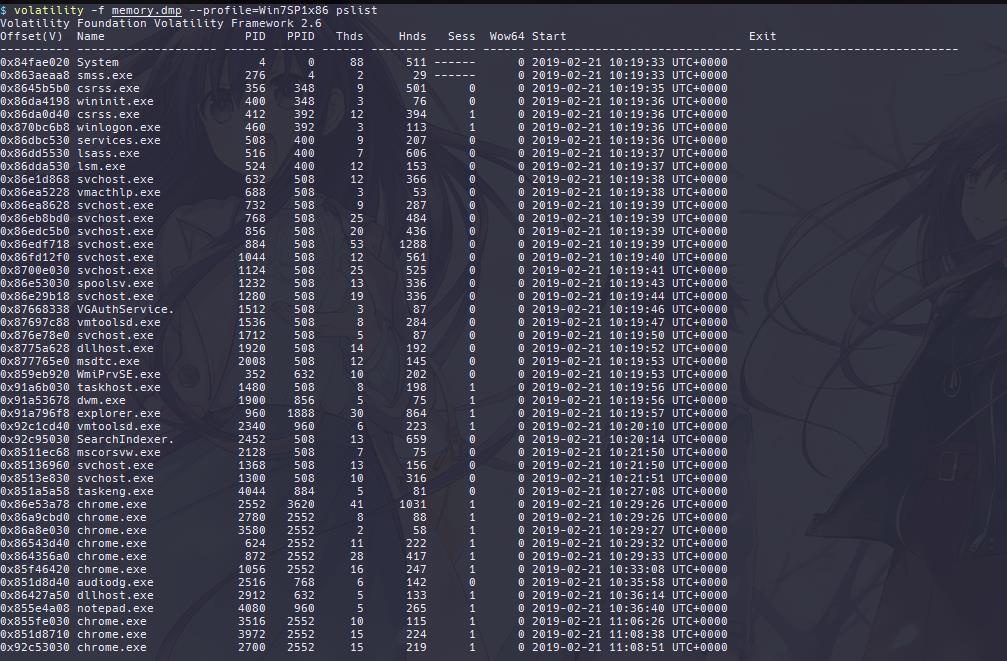 $ volatility -f memory.dmp --profile=Win7SP1x86 pslist
Volatility Foundation Volatility Framework 2.6
Offset(V)  Name                    PID   PPID   Thds     Hnds   Sess  Wow64 Start                          Exit
---------- -------------------- ------ ------ ------ -------- ------ ------ ------------------------------ ------------------------------
0x84fae020 System                    4      0     88      511 ------      0 2019-02-21 10:19:33 UTC+0000
0x863aeaa8 smss.exe                276      4      2       29 ------      0 2019-02-21 10:19:33 UTC+0000
0x8645b5b0 csrss.exe               356    348      9      501      0      0 2019-02-21 10:19:35 UTC+0000
0x86da4198 wininit.exe             400    348      3       76      0      0 2019-02-21 10:19:36 UTC+0000
0x86da0d40 csrss.exe               412    392     12      394      1      0 2019-02-21 10:19:36 UTC+0000
0x870bc6b8 winlogon.exe            460    392      3      113      1      0 2019-02-21 10:19:36 UTC+0000
0x86dbc530 services.exe            508    400      9      207      0      0 2019-02-21 10:19:36 UTC+0000
0x86dd5530 lsass.exe               516    400      7      606      0      0 2019-02-21 10:19:37 UTC+0000
0x86dda530 lsm.exe                 524    400     12      153      0      0 2019-02-21 10:19:37 UTC+0000
0x86e1d868 svchost.exe             632    508     12      366      0      0 2019-02-21 10:19:38 UTC+0000
0x86ea5228 vmacthlp.exe            688    508      3       53      0      0 2019-02-21 10:19:38 UTC+0000
0x86ea8628 svchost.exe             732    508      9      287      0      0 2019-02-21 10:19:39 UTC+0000
0x86eb8bd0 svchost.exe             768    508     25      484      0      0 2019-02-21 10:19:39 UTC+0000
0x86edc5b0 svchost.exe             856    508     20      436      0      0 2019-02-21 10:19:39 UTC+0000
0x86edf718 svchost.exe             884    508     53     1288      0      0 2019-02-21 10:19:39 UTC+0000
0x86fd12f0 svchost.exe            1044    508     12      561      0      0 2019-02-21 10:19:40 UTC+0000
0x8700e030 svchost.exe            1124    508     25      525      0      0 2019-02-21 10:19:41 UTC+0000
0x86e53030 spoolsv.exe            1232    508     13      336      0      0 2019-02-21 10:19:43 UTC+0000
0x86e29b18 svchost.exe            1280    508     19      336      0      0 2019-02-21 10:19:44 UTC+0000
0x87668338 VGAuthService.         1512    508      3       87      0      0 2019-02-21 10:19:46 UTC+0000
0x87697c88 vmtoolsd.exe           1536    508      8      284      0      0 2019-02-21 10:19:47 UTC+0000
0x876e78e0 svchost.exe            1712    508      5       87      0      0 2019-02-21 10:19:50 UTC+0000
0x8775a628 dllhost.exe            1920    508     14      192      0      0 2019-02-21 10:19:52 UTC+0000
0x877765e0 msdtc.exe              2008    508     12      145      0      0 2019-02-21 10:19:53 UTC+0000
0x859eb920 WmiPrvSE.exe            352    632     10      202      0      0 2019-02-21 10:19:53 UTC+0000
0x91a6b030 taskhost.exe           1480    508      8      198      1      0 2019-02-21 10:19:56 UTC+0000
0x91a53678 dwm.exe                1900    856      5       75      1      0 2019-02-21 10:19:56 UTC+0000
0x91a796f8 explorer.exe            960   1888     30      864      1      0 2019-02-21 10:19:57 UTC+0000
0x92c1cd40 vmtoolsd.exe           2340    960      6      223      1      0 2019-02-21 10:20:10 UTC+0000
0x92c95030 SearchIndexer.         2452    508     13      659      0      0 2019-02-21 10:20:14 UTC+0000
0x8511ec68 mscorsvw.exe           2128    508      7       75      0      0 2019-02-21 10:21:50 UTC+0000
0x85136960 svchost.exe            1368    508     13      156      0      0 2019-02-21 10:21:50 UTC+0000
0x8513e830 svchost.exe            1300    508     10      316      0      0 2019-02-21 10:21:51 UTC+0000
0x851a5a58 taskeng.exe            4044    884      5       81      0      0 2019-02-21 10:27:08 UTC+0000
0x86e53a78 chrome.exe             2552   3620     41     1031      1      0 2019-02-21 10:29:26 UTC+0000
0x86a9cbd0 chrome.exe             2780   2552      8       88      1      0 2019-02-21 10:29:26 UTC+0000
0x86a8e030 chrome.exe             3580   2552      2       58      1      0 2019-02-21 10:29:27 UTC+0000
0x86543d40 chrome.exe              624   2552     11      222      1      0 2019-02-21 10:29:32 UTC+0000
0x864356a0 chrome.exe              872   2552     28      417      1      0 2019-02-21 10:29:33 UTC+0000
0x85f46420 chrome.exe             1056   2552     16      247      1      0 2019-02-21 10:33:08 UTC+0000
0x851d8d40 audiodg.exe            2516    768      6      142      0      0 2019-02-21 10:35:58 UTC+0000
0x86427a50 dllhost.exe            2912    632      5      133      1      0 2019-02-21 10:36:14 UTC+0000
0x855e4a08 notepad.exe            4080    960      5      265      1      0 2019-02-21 10:36:40 UTC+0000
0x855fe030 chrome.exe             3516   2552     10      115      1      0 2019-02-21 11:06:26 UTC+0000
0x851d8710 chrome.exe             3972   2552     15      224      1      0 2019-02-21 11:08:38 UTC+0000
0x92c53030 chrome.exe             2700   2552     15      219      1      0 2019-02-21 11:08:51 UTC+0000